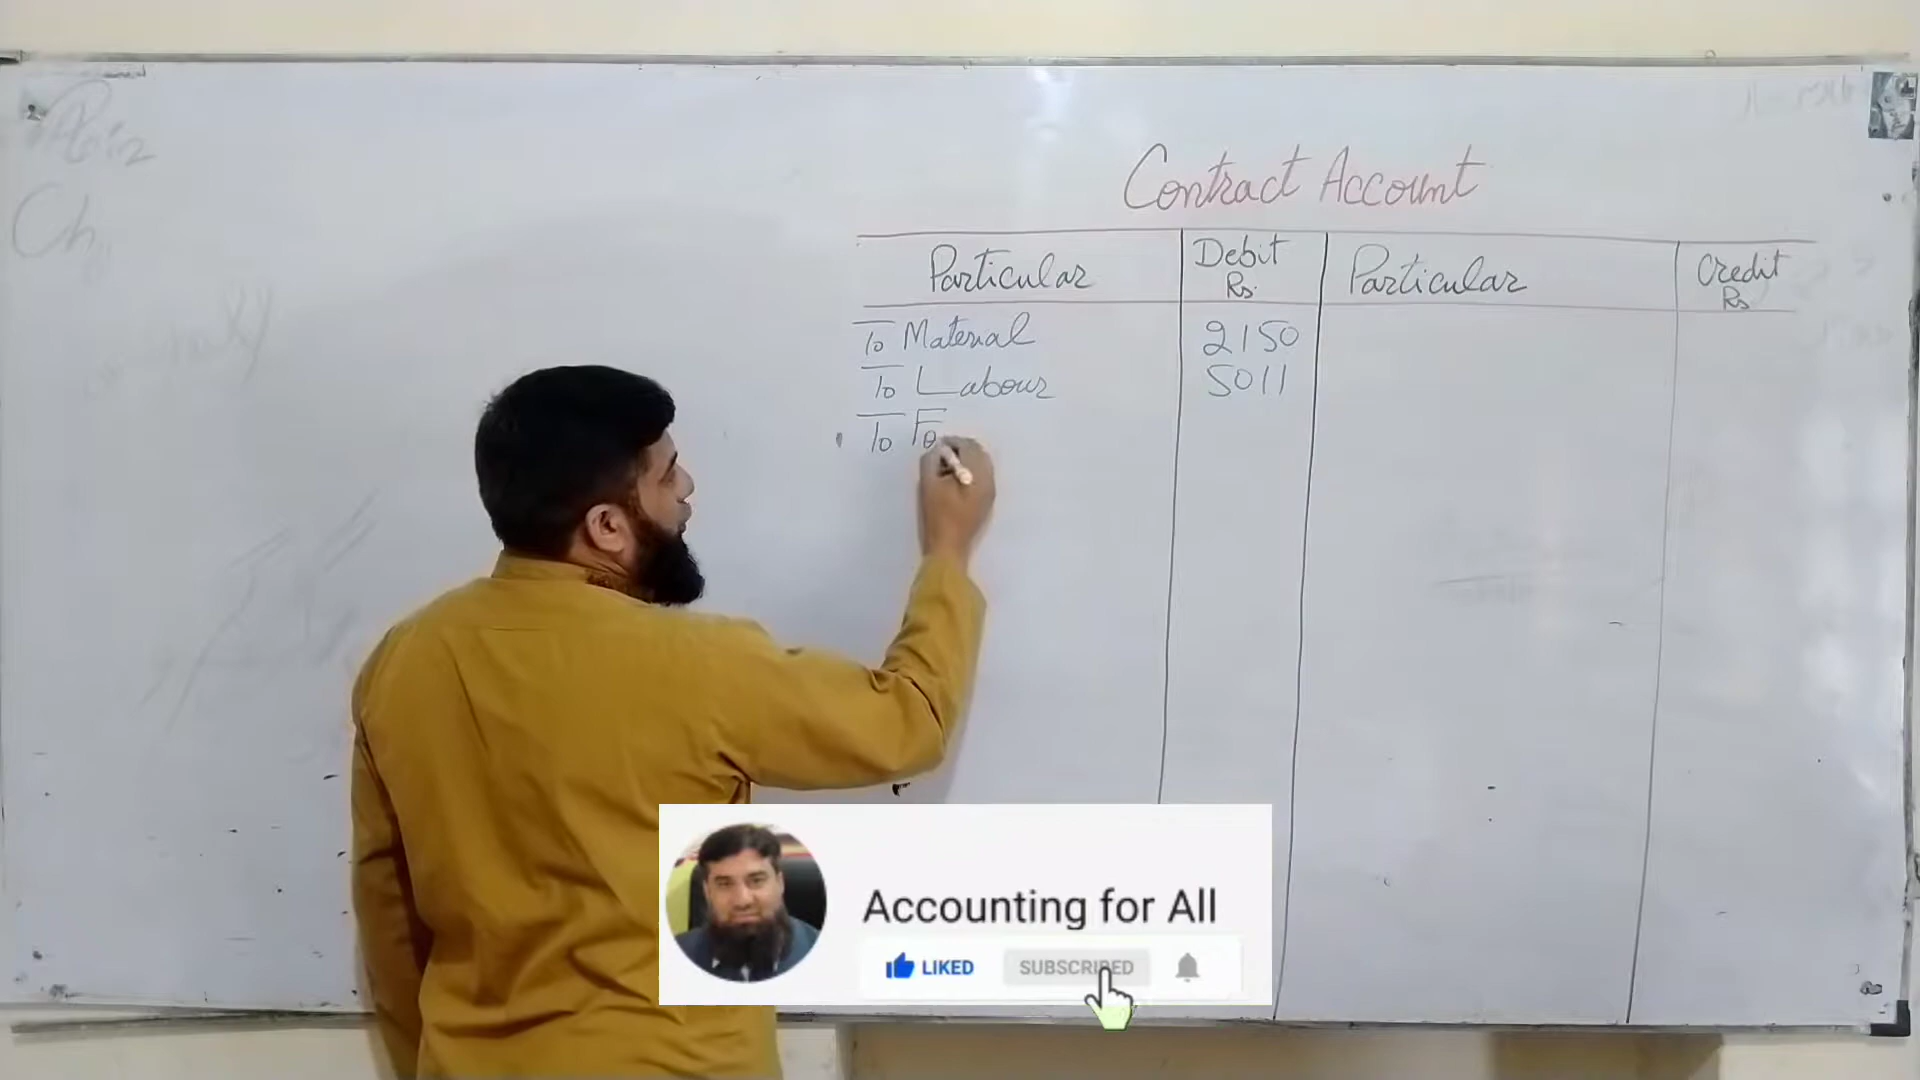 Contract Account
Particular Debit Rs. Particular Credit Rs
To Material 2150
To Labour 5011
To Fo
Accounting for All
LIKED SUBSCRIBED